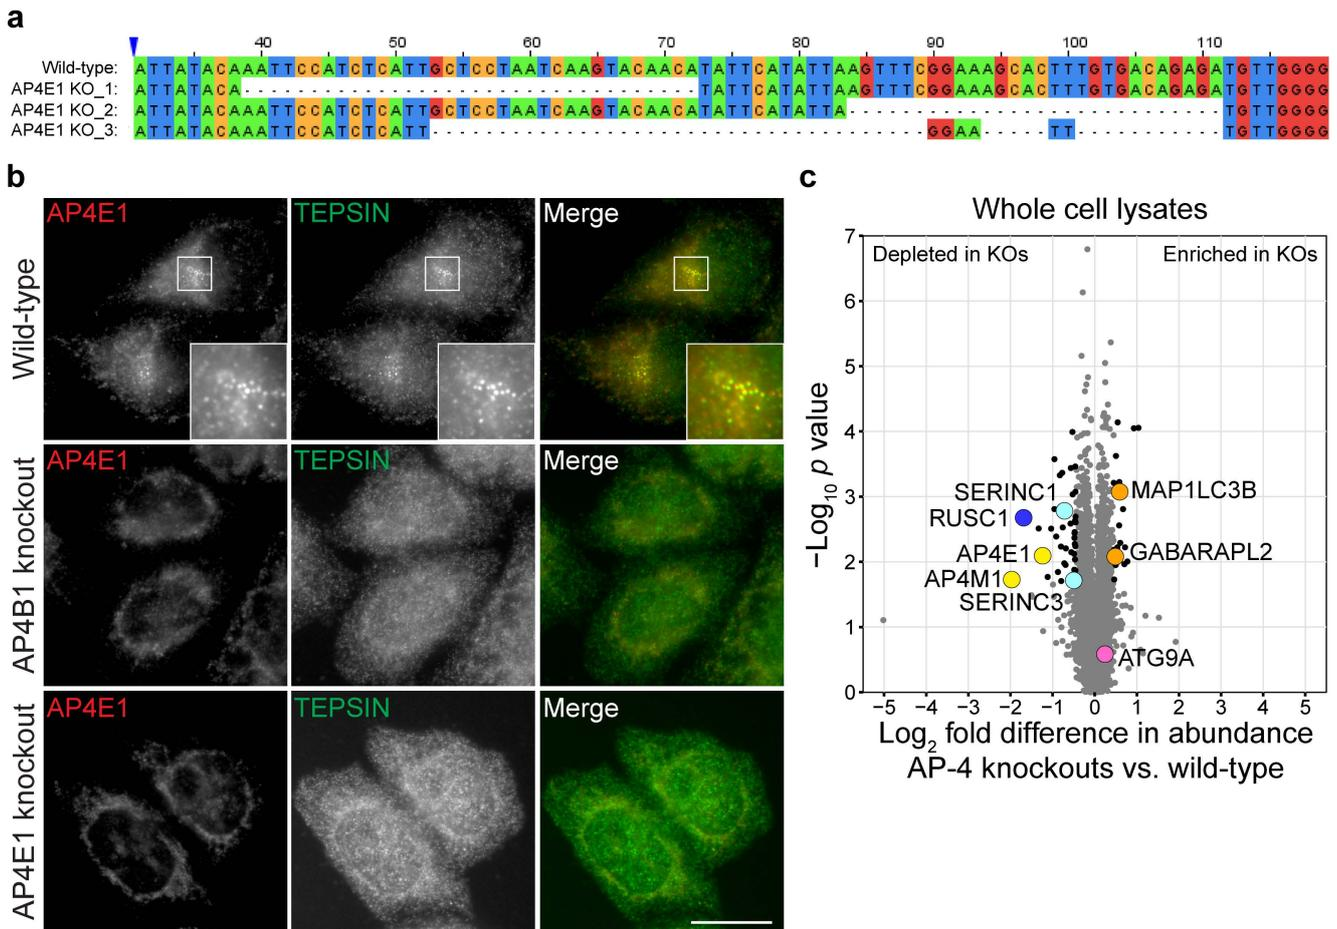 a
40 50 60 70 80 90 100 110
Wild-type: ATTATACAAATTCCATCTCATTGCTCCTAATCAAGTACAACATATTCATATTAAGTTTCGGAAAGCACTTTGTGACAGAGATGTTGGGG
AP4E1 KO_1: ATTATACA----------------------------------TATTCATATTAAGTTTCGGAAAGCACTTTGTGACAGAGATGTTGGGG
AP4E1 KO_2: ATTATACAAATTCCATCTCATTGCTCCTAATCAAGTACAACATATTCATATTA----------------------------TGTTGGGG
AP4E1 KO_3: ATTATACAAATTCCATCTCATT-------------------------------------GGAA-----TT-----------TGTTGGGG
b
AP4E1 TEPSIN Merge
Wild-type
AP4E1 TEPSIN Merge
AP4B1 knockout
AP4E1 TEPSIN Merge
AP4E1 knockout
c
Whole cell lysates
Depleted in KOs Enriched in KOs
7
6
5
4
3
2
1
0
−Log10 p value
SERINC1
MAP1LC3B
RUSC1
AP4E1
GABARAPL2
AP4M1
SERINC3
ATG9A
−5 −4 −3 −2 −1 0 1 2 3 4 5
Log2 fold difference in abundance
AP-4 knockouts vs. wild-type